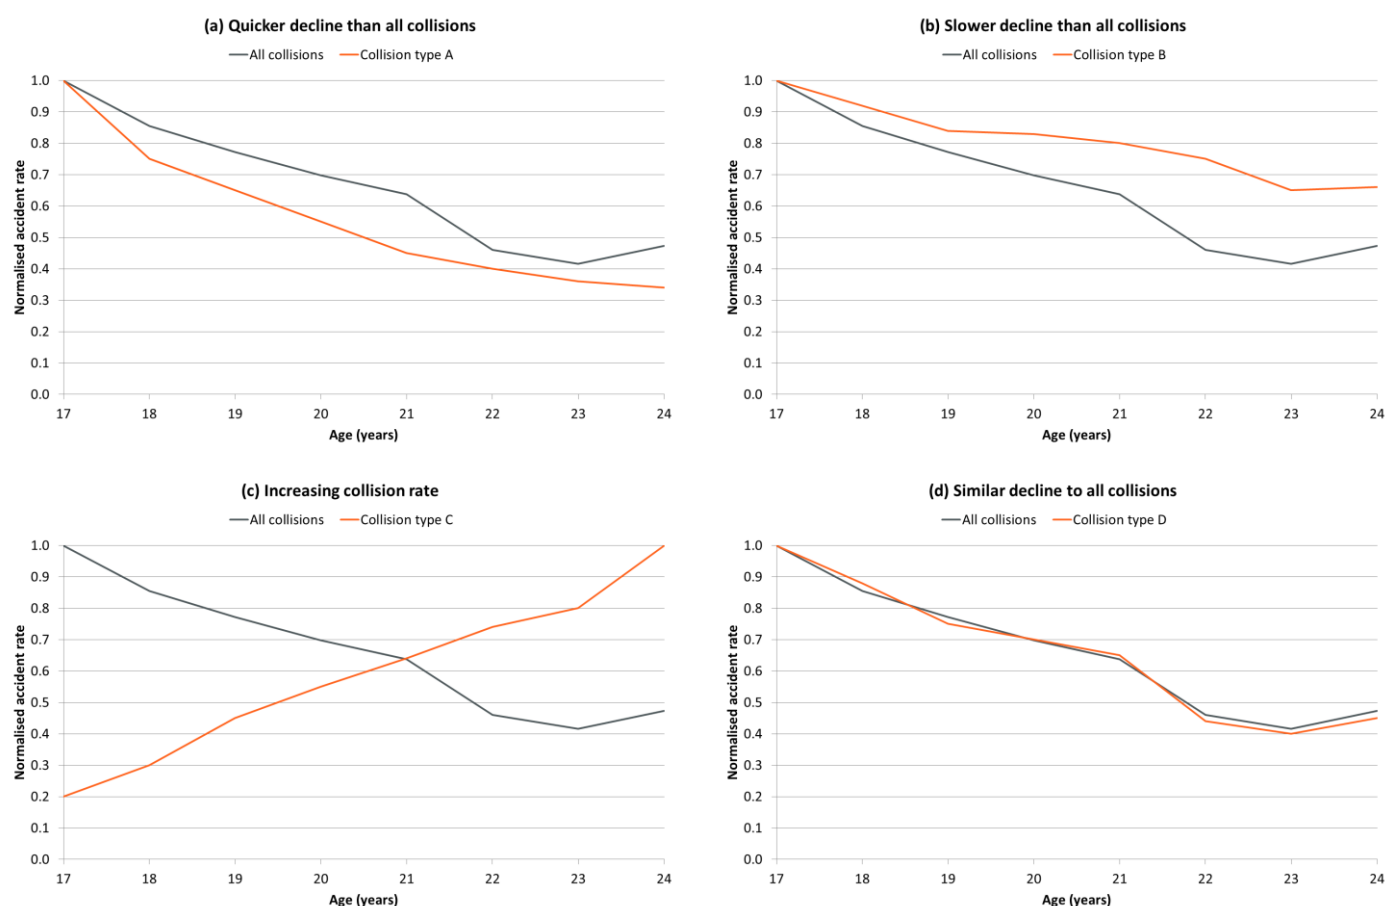 (a) Quicker decline than all collisions
All collisions Collision type A
Normalised accident rate
1.0
0.9
0.8
0.7
0.6
0.5
0.4
0.3
0.2
0.1
0.0
17 18 19 20 21 22 23 24
Age (years)
(b) Slower decline than all collisions
All collisions Collision type B
Normalised accident rate
1.0
0.9
0.8
0.7
0.6
0.5
0.4
0.3
0.2
0.1
0.0
17 18 19 20 21 22 23 24
Age (years)
(c) Increasing collision rate
All collisions Collision type C
Normalised accident rate
1.0
0.9
0.8
0.7
0.6
0.5
0.4
0.3
0.2
0.1
0.0
17 18 19 20 21 22 23 24
Age (years)
(d) Similar decline to all collisions
All collisions Collision type D
Normalised accident rate
1.0
0.9
0.8
0.7
0.6
0.5
0.4
0.3
0.2
0.1
0.0
17 18 19 20 21 22 23 24
Age (years)